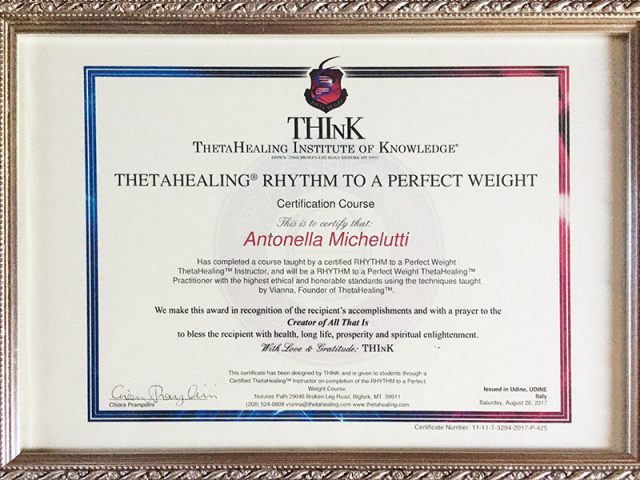 THInK
THETAHEALING INSTITUTE OF KNOWLEDGE®
OFFICE: 29048 BROKEN LEG ROAD BIGFORK MT 59911
THETAHEALING® RHYTHM TO A PERFECT WEIGHT
Certification Course
This is to certify that:
Antonella Michelutti
Has completed a course taught by a certified RHYTHM to a Perfect Weight
ThetaHealing™ Instructor, and will be a RHYTHM to a Perfect Weight ThetaHealing™
Practitioner with the highest ethical and honorable standards using the techniques taught
by Vianna, Founder of ThetaHealing™.
We make this award in recognition of the recipient's accomplishments and with a prayer to the
Creator of All That Is
to bless the recipient with health, long life, prosperity and spiritual enlightenment.
With Love & Gratitude: THInK
This certificate has been designed by THInK and is given to students through a
Certified ThetaHealing™ Instructor on completion of the RHYTHM to a Perfect
Weight Course.
Natures Path 29048 Broken Leg Road, Bigfork, MT 59911
(208) 524-0808 vianna@thetahealing.com www.thetahealing.com
Chiara Prampolini
Issued in Udine, UDINE
Italy
Saturday, August 26, 2017
Certificate Number: 11-11-T-3294-2017-P-425